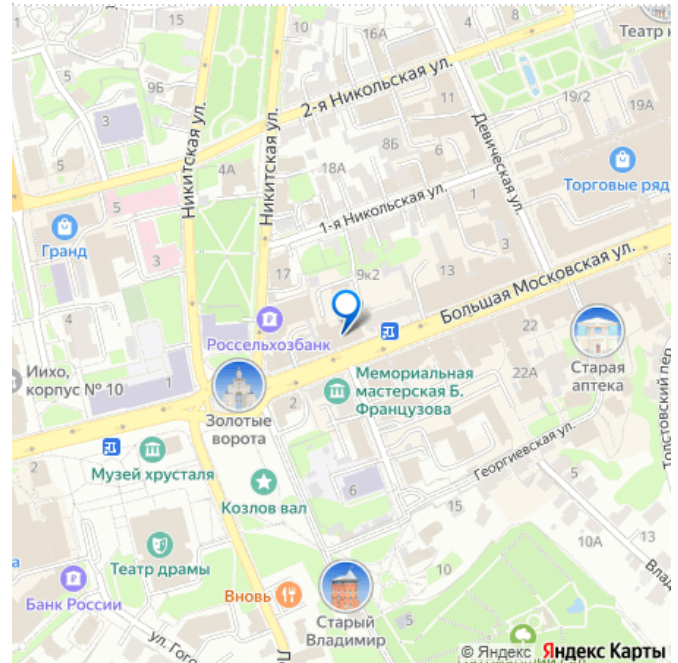 16А
Театр
5
9Б
3
5
Никитская ул.
Никитская ул.
2-я Никольская ул.
11
19/2
19А
8Б
6
Девическая ул.
4А
18А
Торговые ряд
5
Гранд
3
1-я Никольская ул.
1
3
17
9к2
13
Большая Московская ул.
4
Россельхозбанк
22
Иихо,
корпус № 10
1
Золотые
ворота
2
Мемориальная
мастерская Б.
Французова
22А
Старая
аптека
Толстовский пер.
2
Музей хрусталя
Козлов вал
6
Георгиевская ул.
5
15
10А
Театр драмы
10
Влад
а
Банк России
Вновь
Старый
Владимир
5
8
ул. Гого
© Яндекс Яндекс Карты